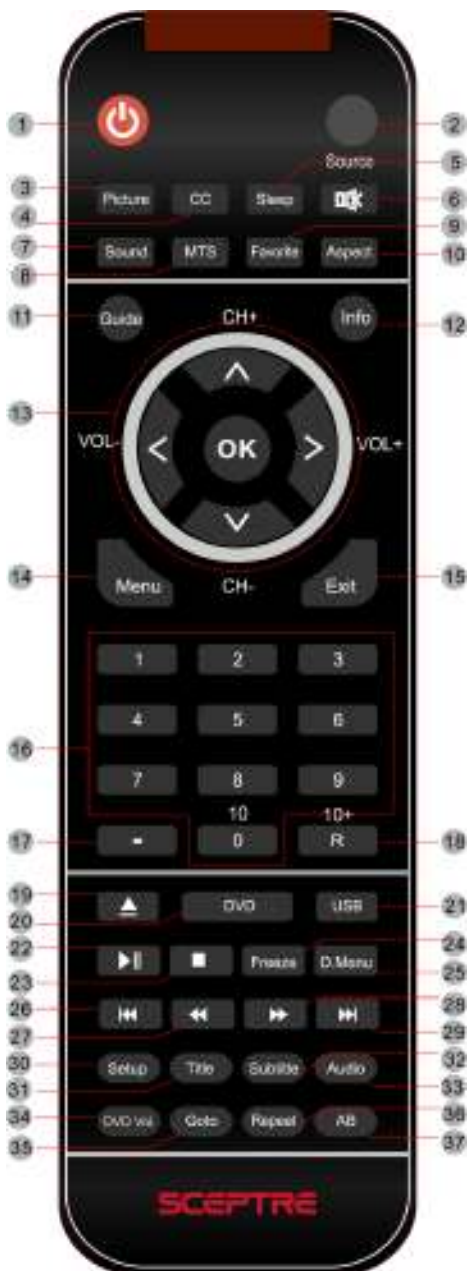 1 2
Source
5
3 Picture CC Sleep 6
4
9
7 Sound MTS Favorite Aspect 10
8
11 Guide CH+ Info 12
13
VOL- OK VOL+
14 Menu CH- Exit 15
1 2 3
4 5 6
16
7 8 9
10 10+
17 - 0 R 18
19
20 DVD USB 21
22 24
Freeze D.Menu
23 25
26 28
27 29
30 Setup Title Subtitle Audio 32
31 33
34 DVD Vol Goto Repeat AB 36
35 37
SCEPTRE